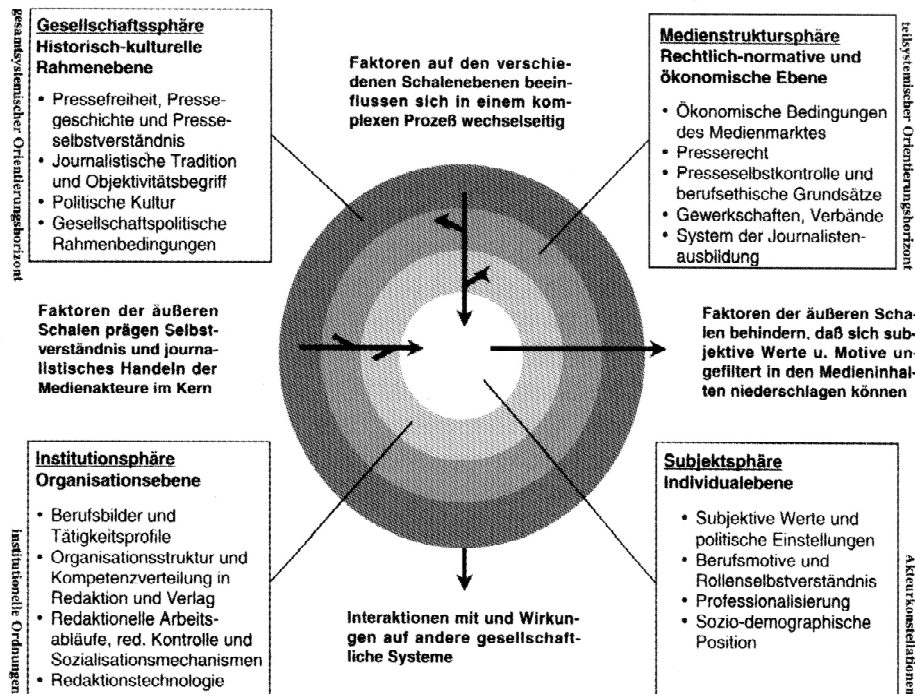 gesamtsystemischer Orientierungshorizont
Gesellschaftssphäre
Historisch-kulturelle
Rahmenebene
• Pressefreiheit, Presse-
geschichte und Presse-
selbstverständnis
• Journalistische Tradition
und Objektivitätsbegriff
• Politische Kultur
• Gesellschaftspolitische
Rahmenbedingungen
Faktoren auf den verschie-
denen Schalenebenen beein-
flussen sich in einem kom-
plexen Prozeß wechselseitig
Medienstruktursphäre
Rechtlich-normative und
ökonomische Ebene
• Ökonomische Bedingungen
des Medienmarktes
• Presserecht
• Presseselbstkontrolle und
berufsethische Grundsätze
• Gewerkschaften, Verbände
• System der Journalisten-
ausbildung
teilsystemischer Orientierungshorizont
Faktoren der äußeren
Schalen prägen Selbst-
verständnis und journa-
listisches Handeln der
Medienakteure im Kern
Faktoren der äußeren Scha-
len behindern, daß sich sub-
jektive Werte u. Motive un-
gefiltert in den Medieninhal-
ten niederschlagen können
institutionelle Ordnungen
Institutionsphäre
Organisationsebene
• Berufsbilder und
Tätigkeitsprofile
• Organisationsstruktur und
Kompetenzverteilung in
Redaktion und Verlag
• Redaktionelle Arbeits-
abläufe, red. Kontrolle und
Sozialisationsmechanismen
• Redaktionstechnologie
Interaktionen mit und Wirkun-
gen auf andere gesellschaft-
liche Systeme
Subjektsphäre
Individualebene
• Subjektive Werte und
politische Einstellungen
• Berufsmotive und
Rollenselbstverständnis
• Professionalisierung
• Sozio-demographische
Position
Akteurkonstellationen